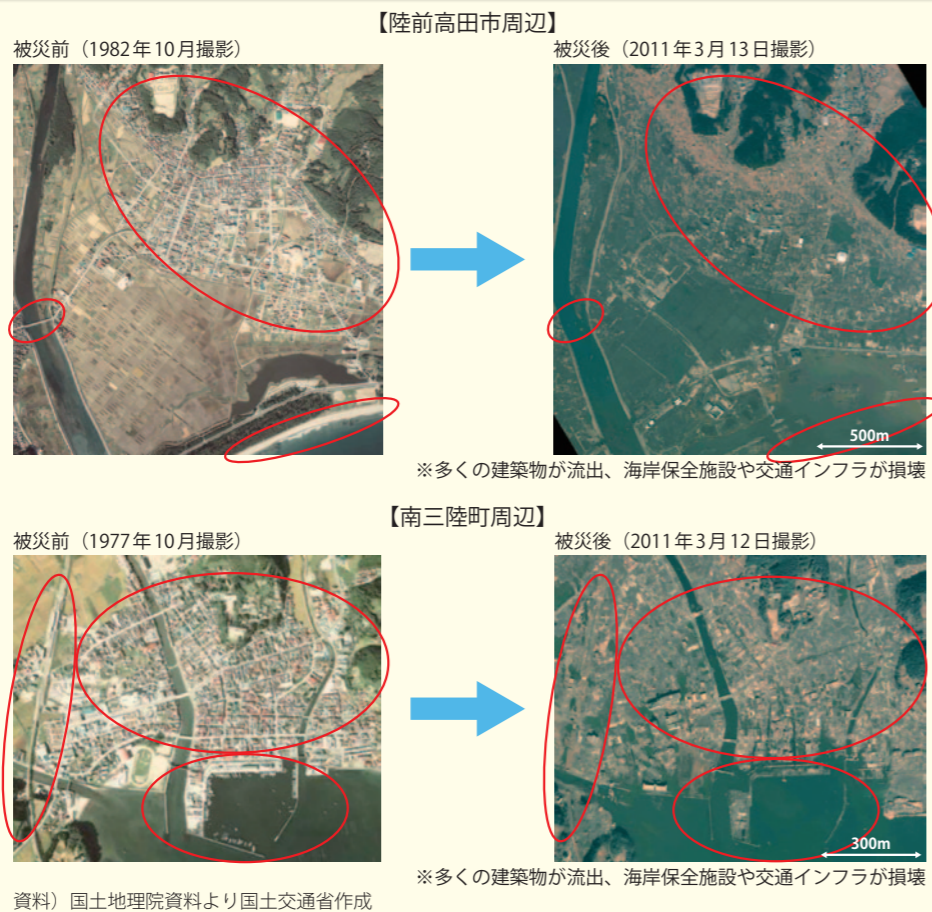 【陸前高田市周辺】
被災前（1982年10月撮影）
被災後（2011年3月13日撮影）
500m
※多くの建築物が流出、海岸保全施設や交通インフラが損壊
【南三陸町周辺】
被災前（1977年10月撮影）
被災後（2011年3月12日撮影）
300m
※多くの建築物が流出、海岸保全施設や交通インフラが損壊
資料）国土地理院資料より国土交通省作成